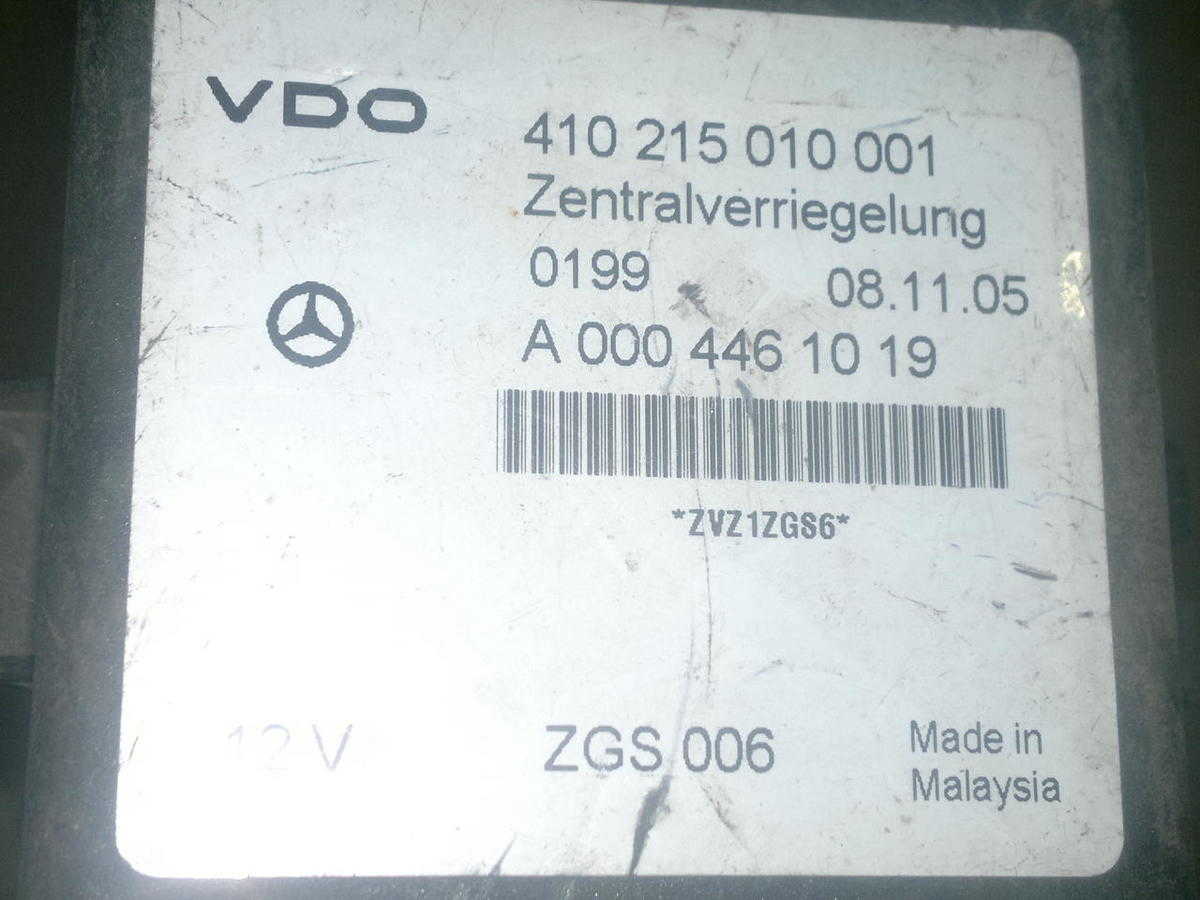 VDO
410 215 010 001
Zentralverriegelung
0199 08.11.05
A 000 446 10 19
*ZVZ1ZGS6*
12 V
ZGS 006
Made in
Malaysia